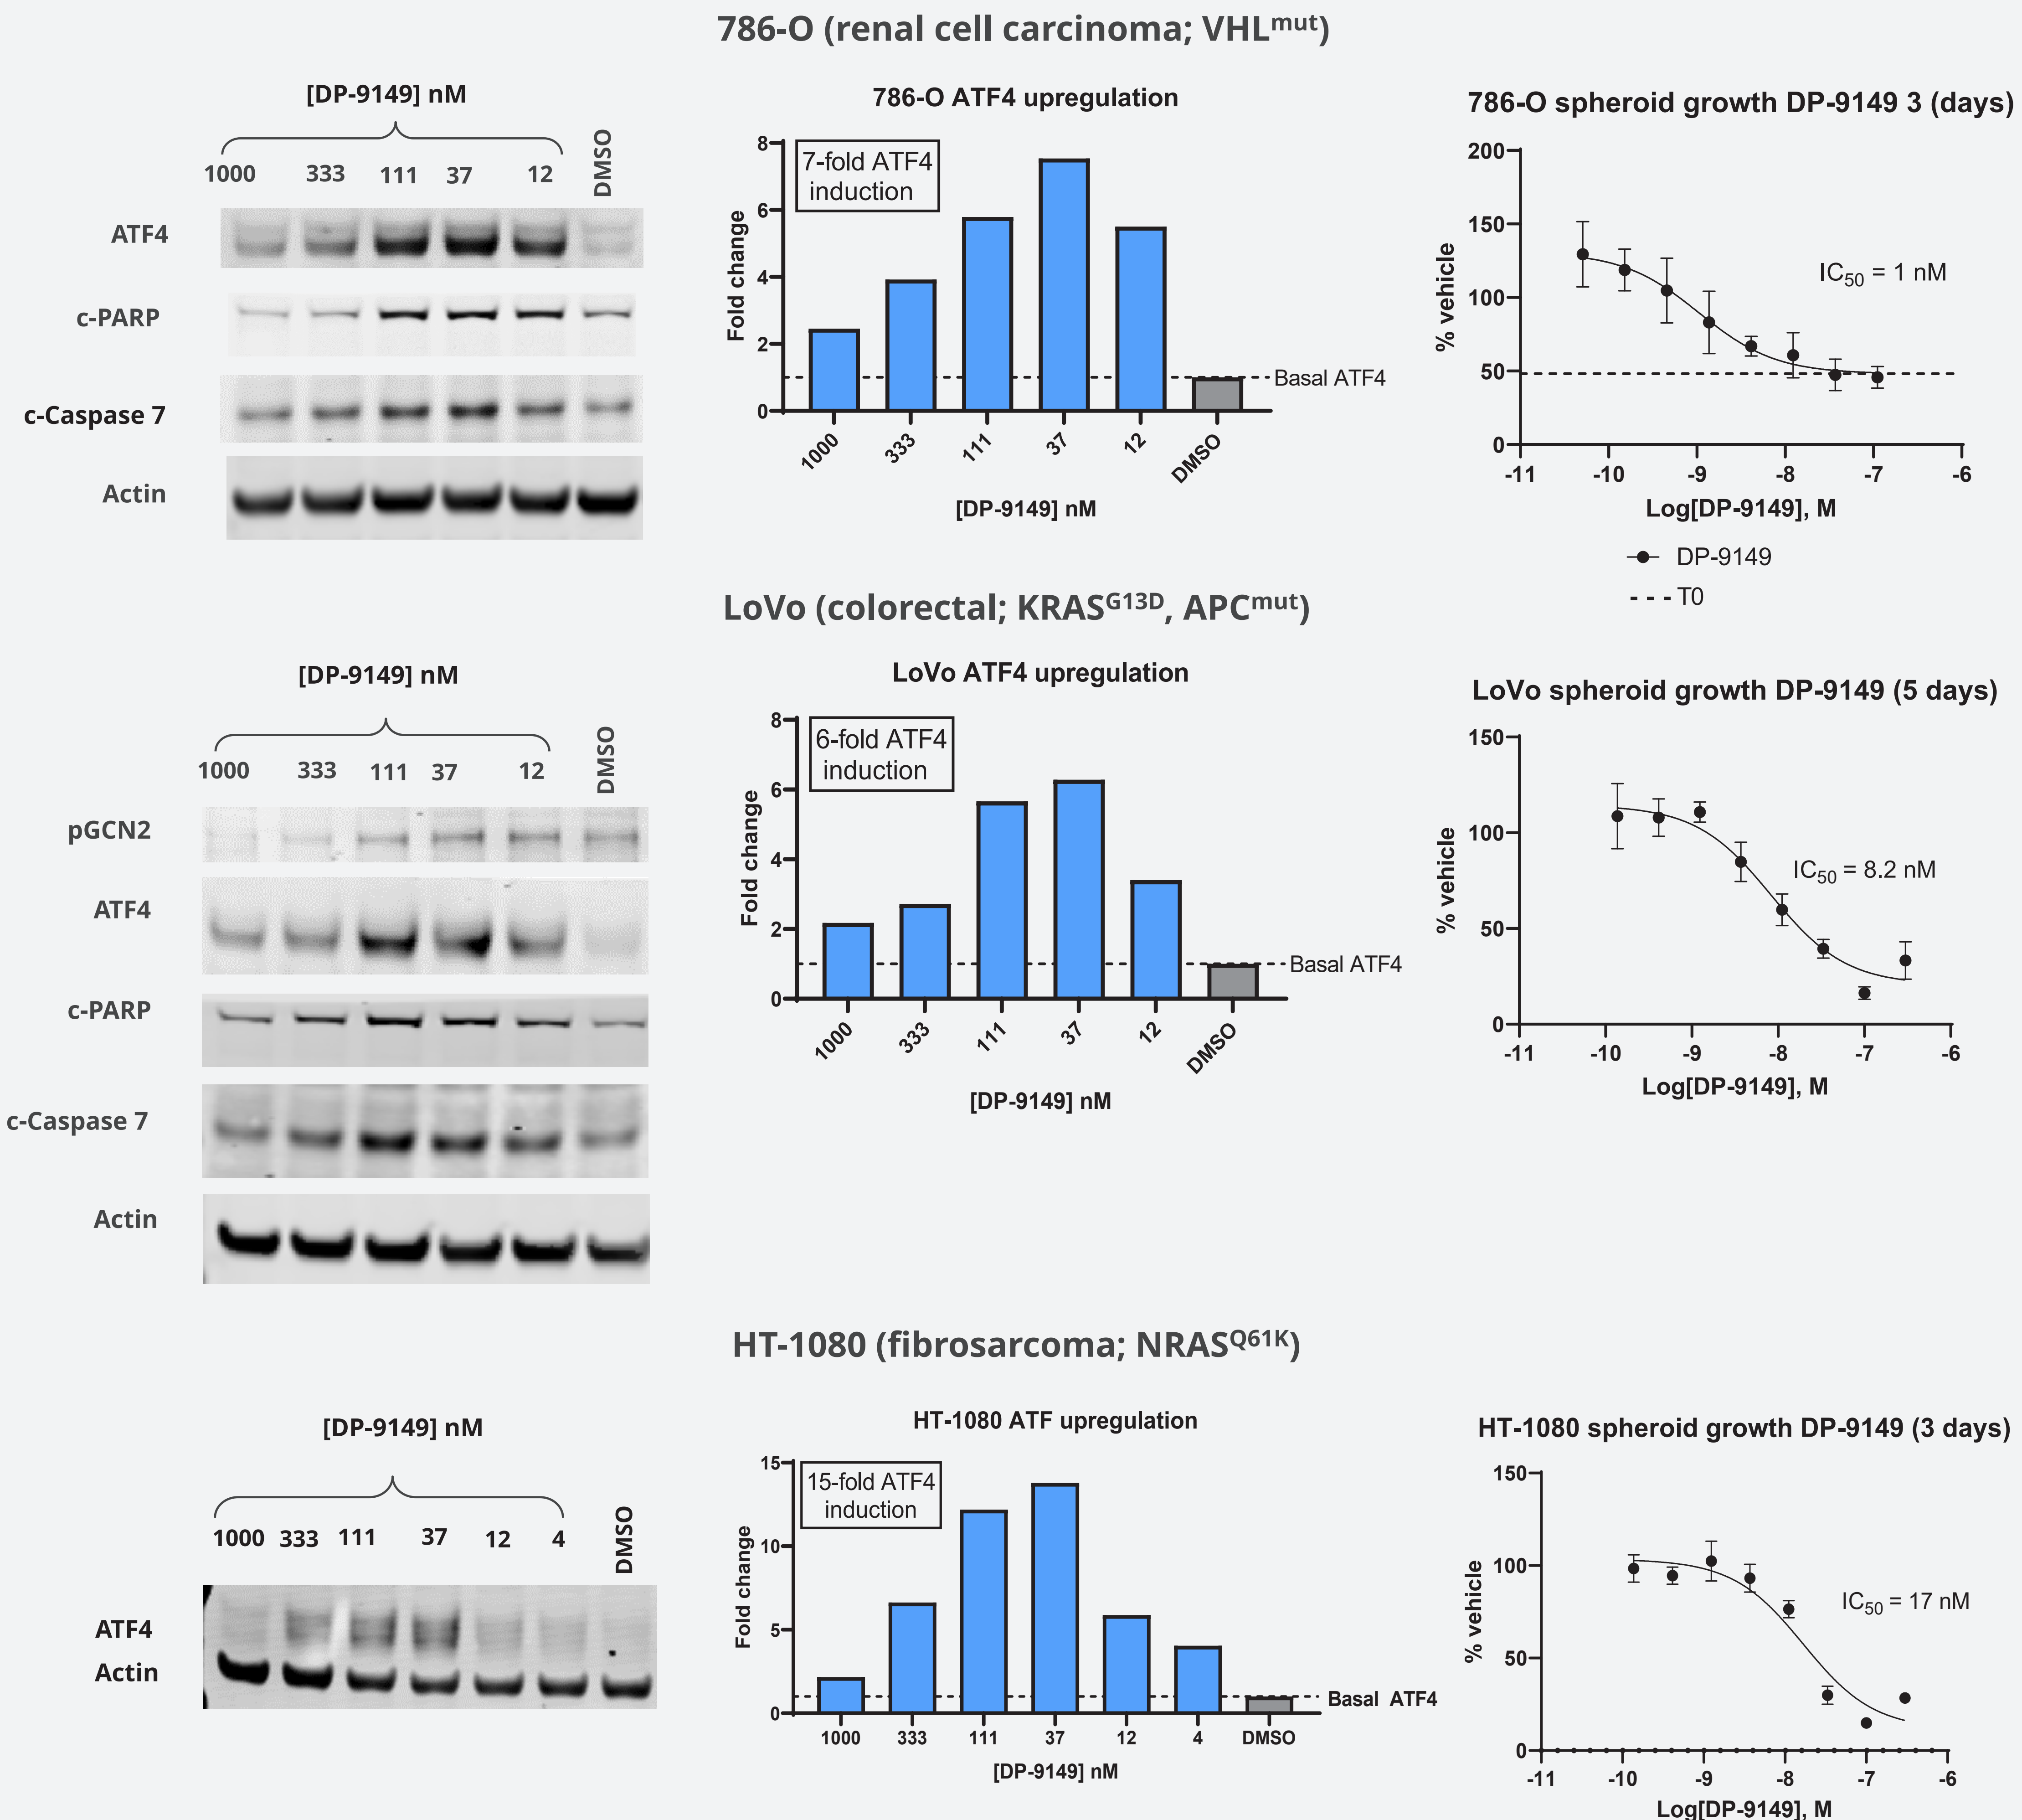 786-O (renal cell carcinoma; VHLmut)
[DP-9149] nM
1000 333 111 37 12 DMSO
ATF4
c-PARP
c-Caspase 7
Actin
786-O ATF4 upregulation
7-fold ATF4
induction
Fold change
8
6
4
2
0
Basal ATF4
1000 333 111 37 12 DMSO
[DP-9149] nM
786-O spheroid growth DP-9149 3 (days)
% vehicle
200
150
100
50
0
IC50 = 1 nM
-11 -10 -9 -8 -7 -6
Log[DP-9149], M
DP-9149
T0
LoVo (colorectal; KRASG13D, APCmut)
[DP-9149] nM
1000 333 111 37 12 DMSO
pGCN2
ATF4
c-PARP
c-Caspase 7
Actin
LoVo ATF4 upregulation
6-fold ATF4
induction
Fold change
8
6
4
2
0
Basal ATF4
1000 333 111 37 12 DMSO
[DP-9149] nM
LoVo spheroid growth DP-9149 (5 days)
% vehicle
150
100
50
0
IC50 = 8.2 nM
-11 -10 -9 -8 -7 -6
Log[DP-9149], M
HT-1080 (fibrosarcoma; NRASQ61K)
[DP-9149] nM
1000 333 111 37 12 4 DMSO
ATF4
Actin
HT-1080 ATF upregulation
15-fold ATF4
induction
Fold change
15
10
5
0
Basal ATF4
1000 333 111 37 12 4 DMSO
[DP-9149] nM
HT-1080 spheroid growth DP-9149 (3 days)
% vehicle
150
100
50
0
IC50 = 17 nM
-11 -10 -9 -8 -7 -6
Log[DP-9149], M